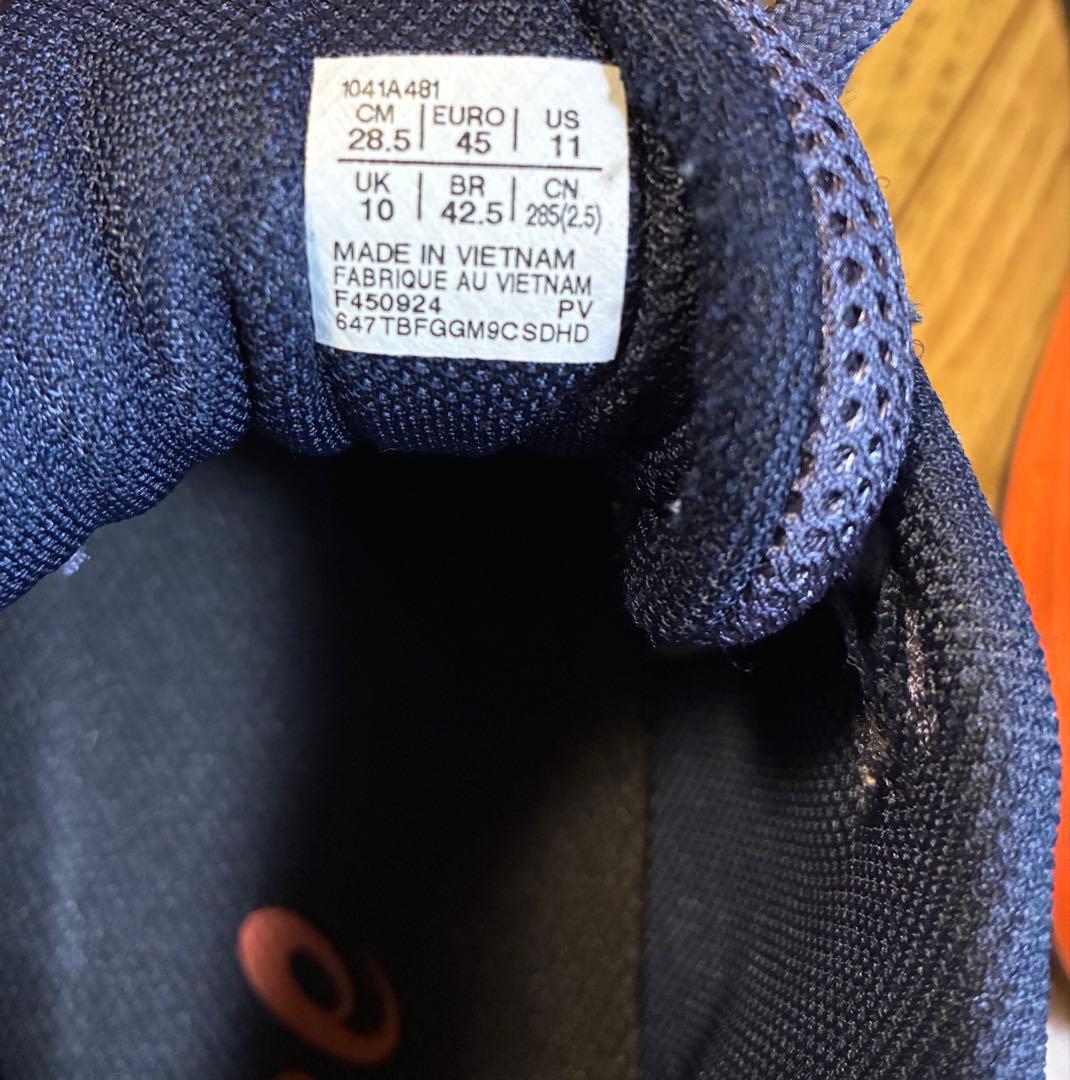 1041A481
CM | EURO | US
28.5 | 45 | 11
UK | BR | CN
10 | 42.5 | 285(2.5)
MADE IN VIETNAM
FABRIQUE AU VIETNAM
F450924 PV
647TBFGGM9CSDHD